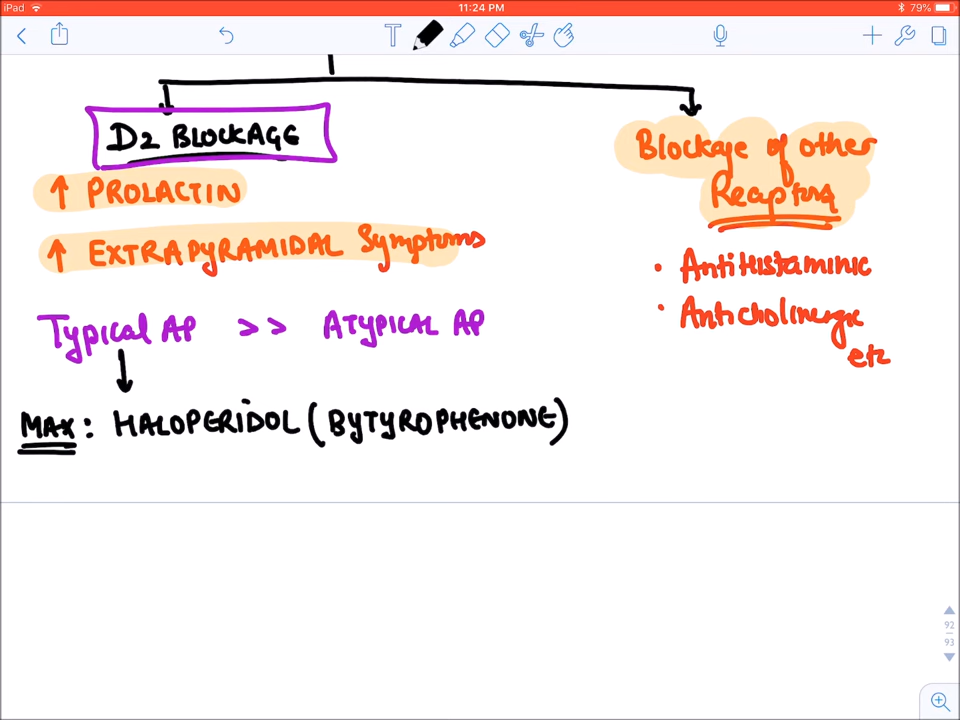 iPad
11:24 PM
79%
T
D2 BLOCKAGE
↑ PROLACTIN
↑ EXTRAPYRAMIDAL Symptoms
Typical AP >> ATYPICAL AP
MAX: HALOPERIDOL (BYTYROPHENONE)
Blockage of other
Receptors
• Antihistaminic
• Anticholinergic
etc
92
93